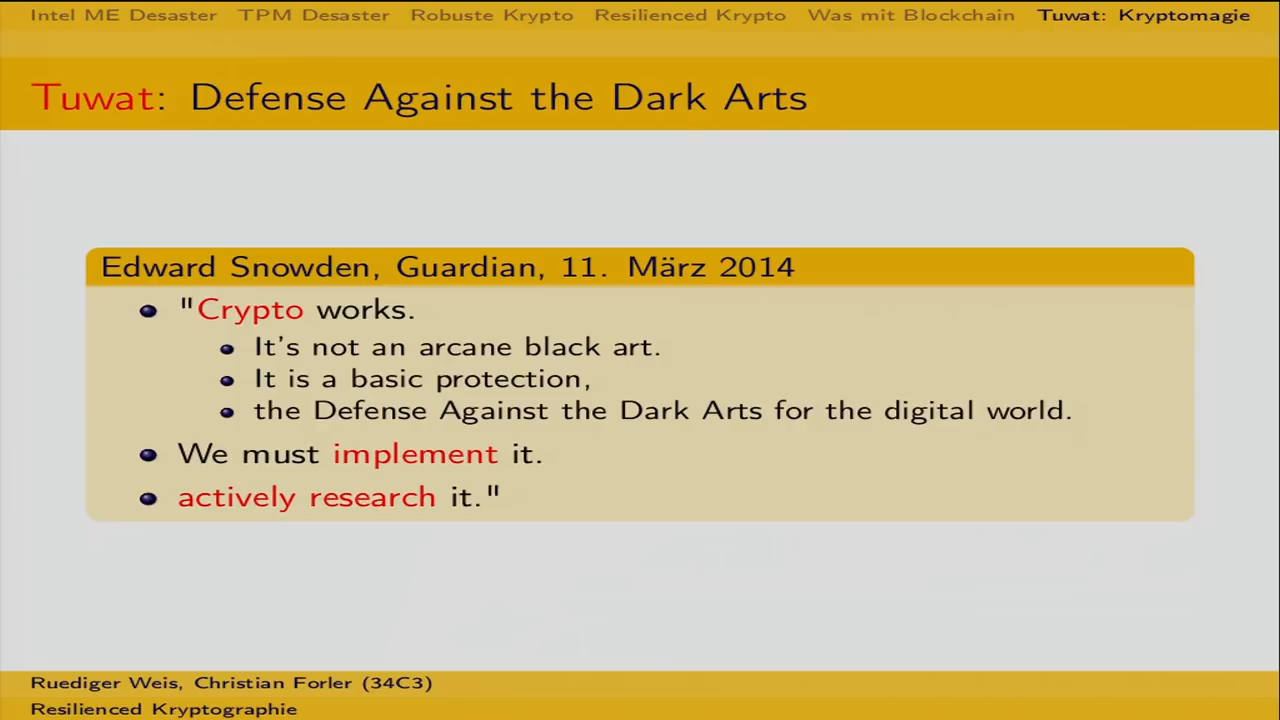 Intel ME Desaster TPM Desaster Robuste Krypto Resilienced Krypto Was mit Blockchain Tuwat: Kryptomagie
Tuwat: Defense Against the Dark Arts
Edward Snowden, Guardian, 11. März 2014
"Crypto works.
It's not an arcane black art.
It is a basic protection,
the Defense Against the Dark Arts for the digital world.
We must implement it.
actively research it."
Ruediger Weis, Christian Forler (34C3)
Resilienced Kryptographie